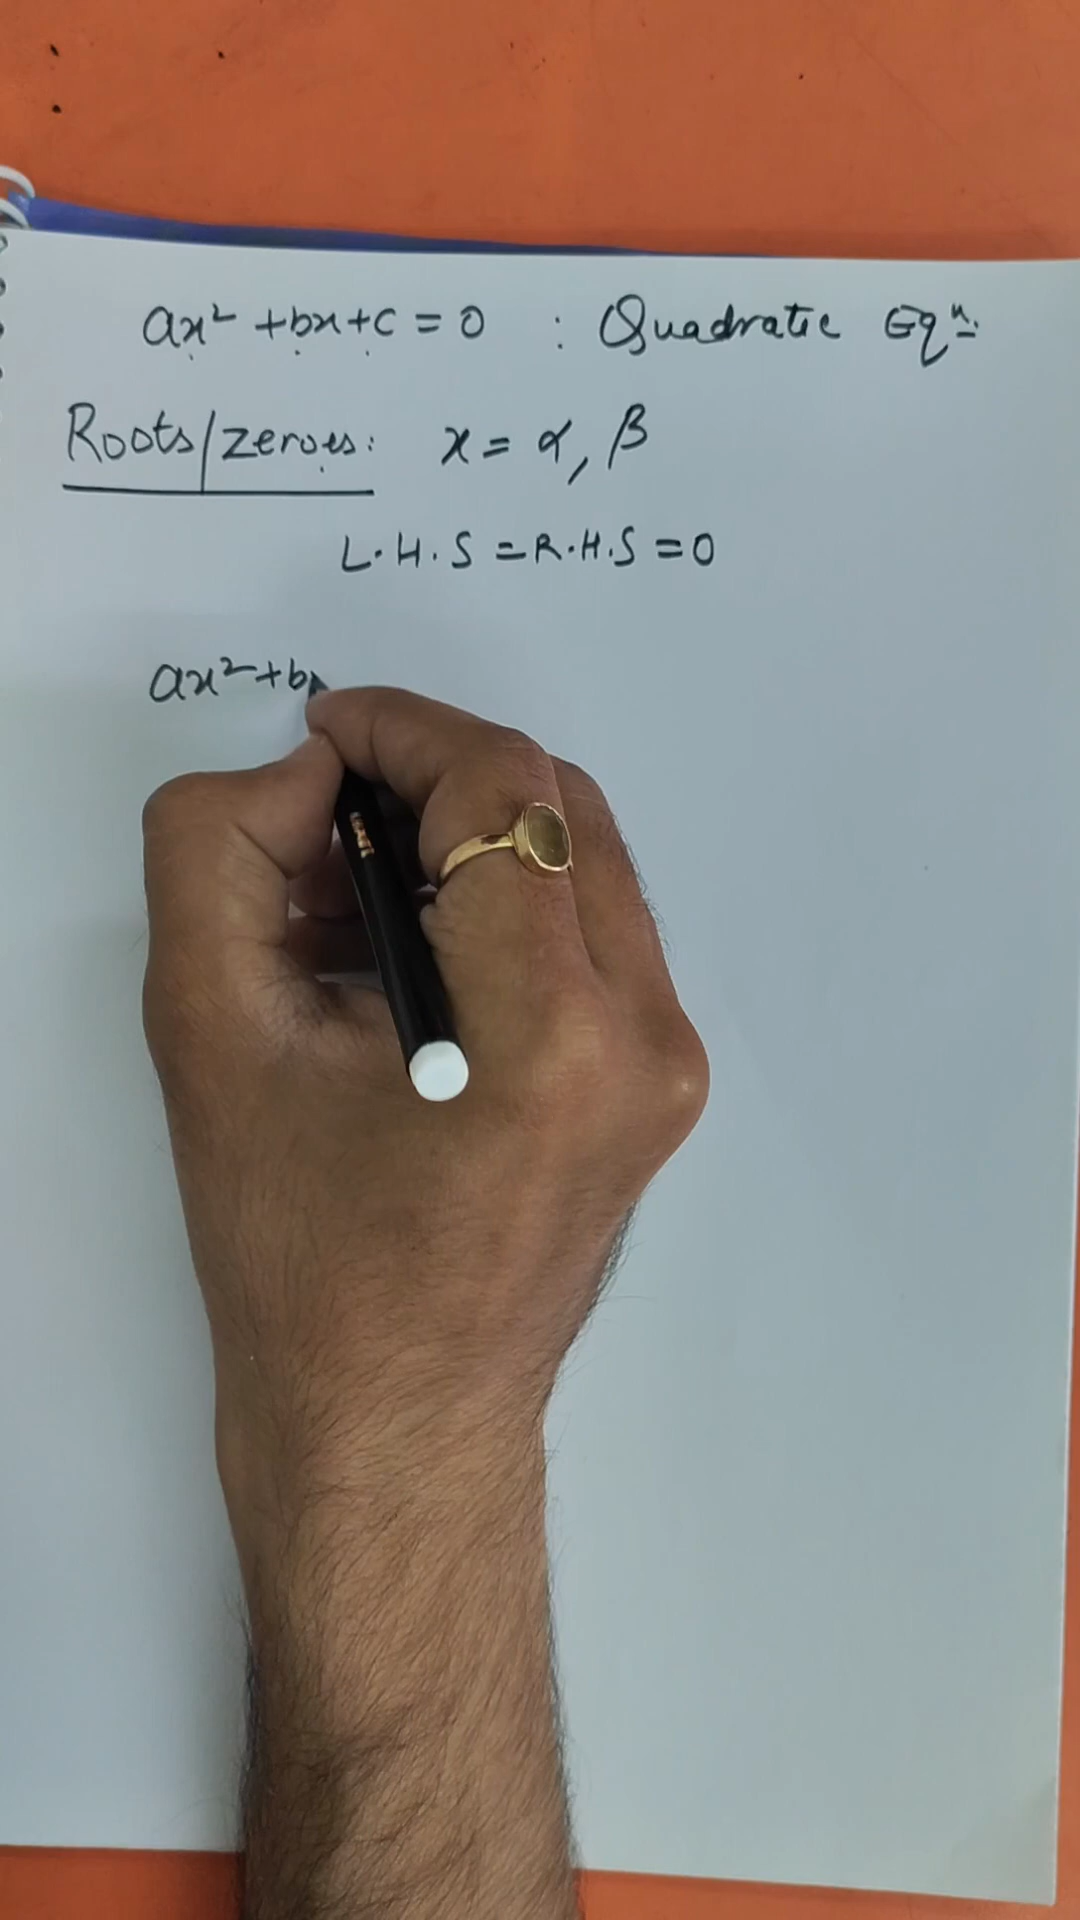 ax² + bx + c = 0 : Quadratic Eqⁿ.
Roots/zeroes: x = α, β
L.H.S = R.H.S = 0
ax² + b